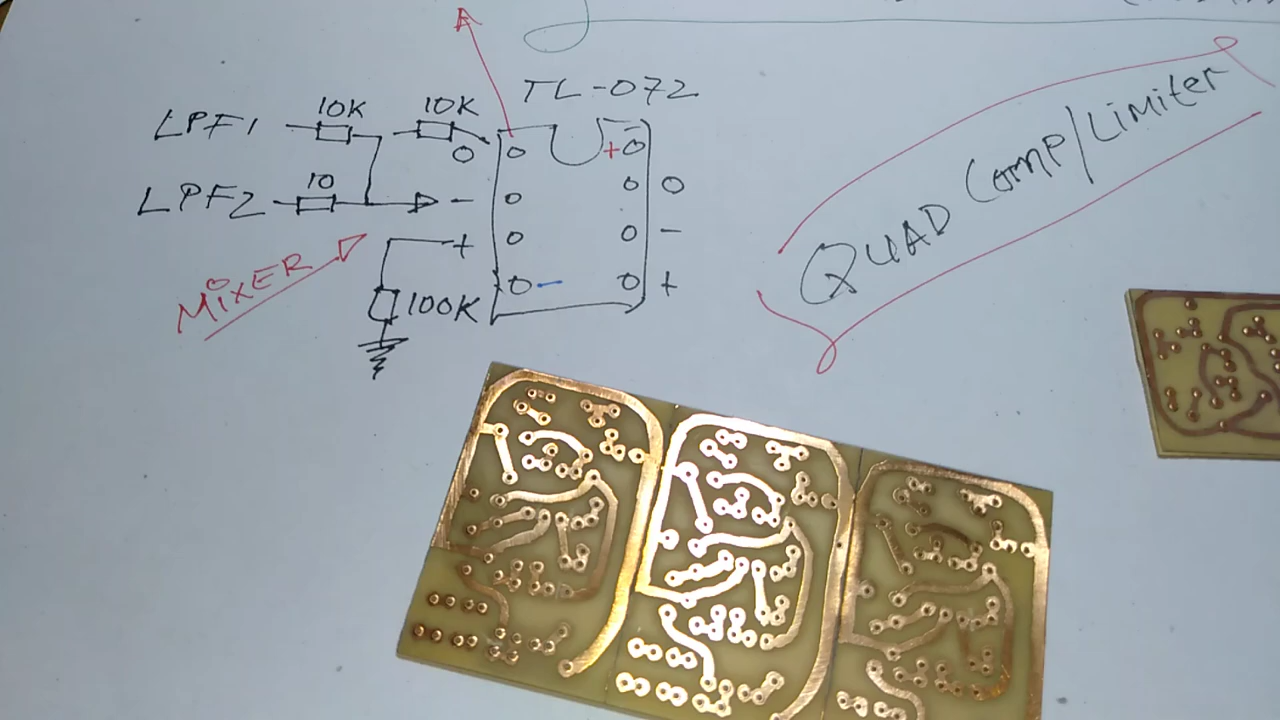 TL-072
10K 10K
LPF1
O + O
O O O
10
LPF2 - O O -
MIXER + O
100K O - O +
QUAD Comp/Limiter